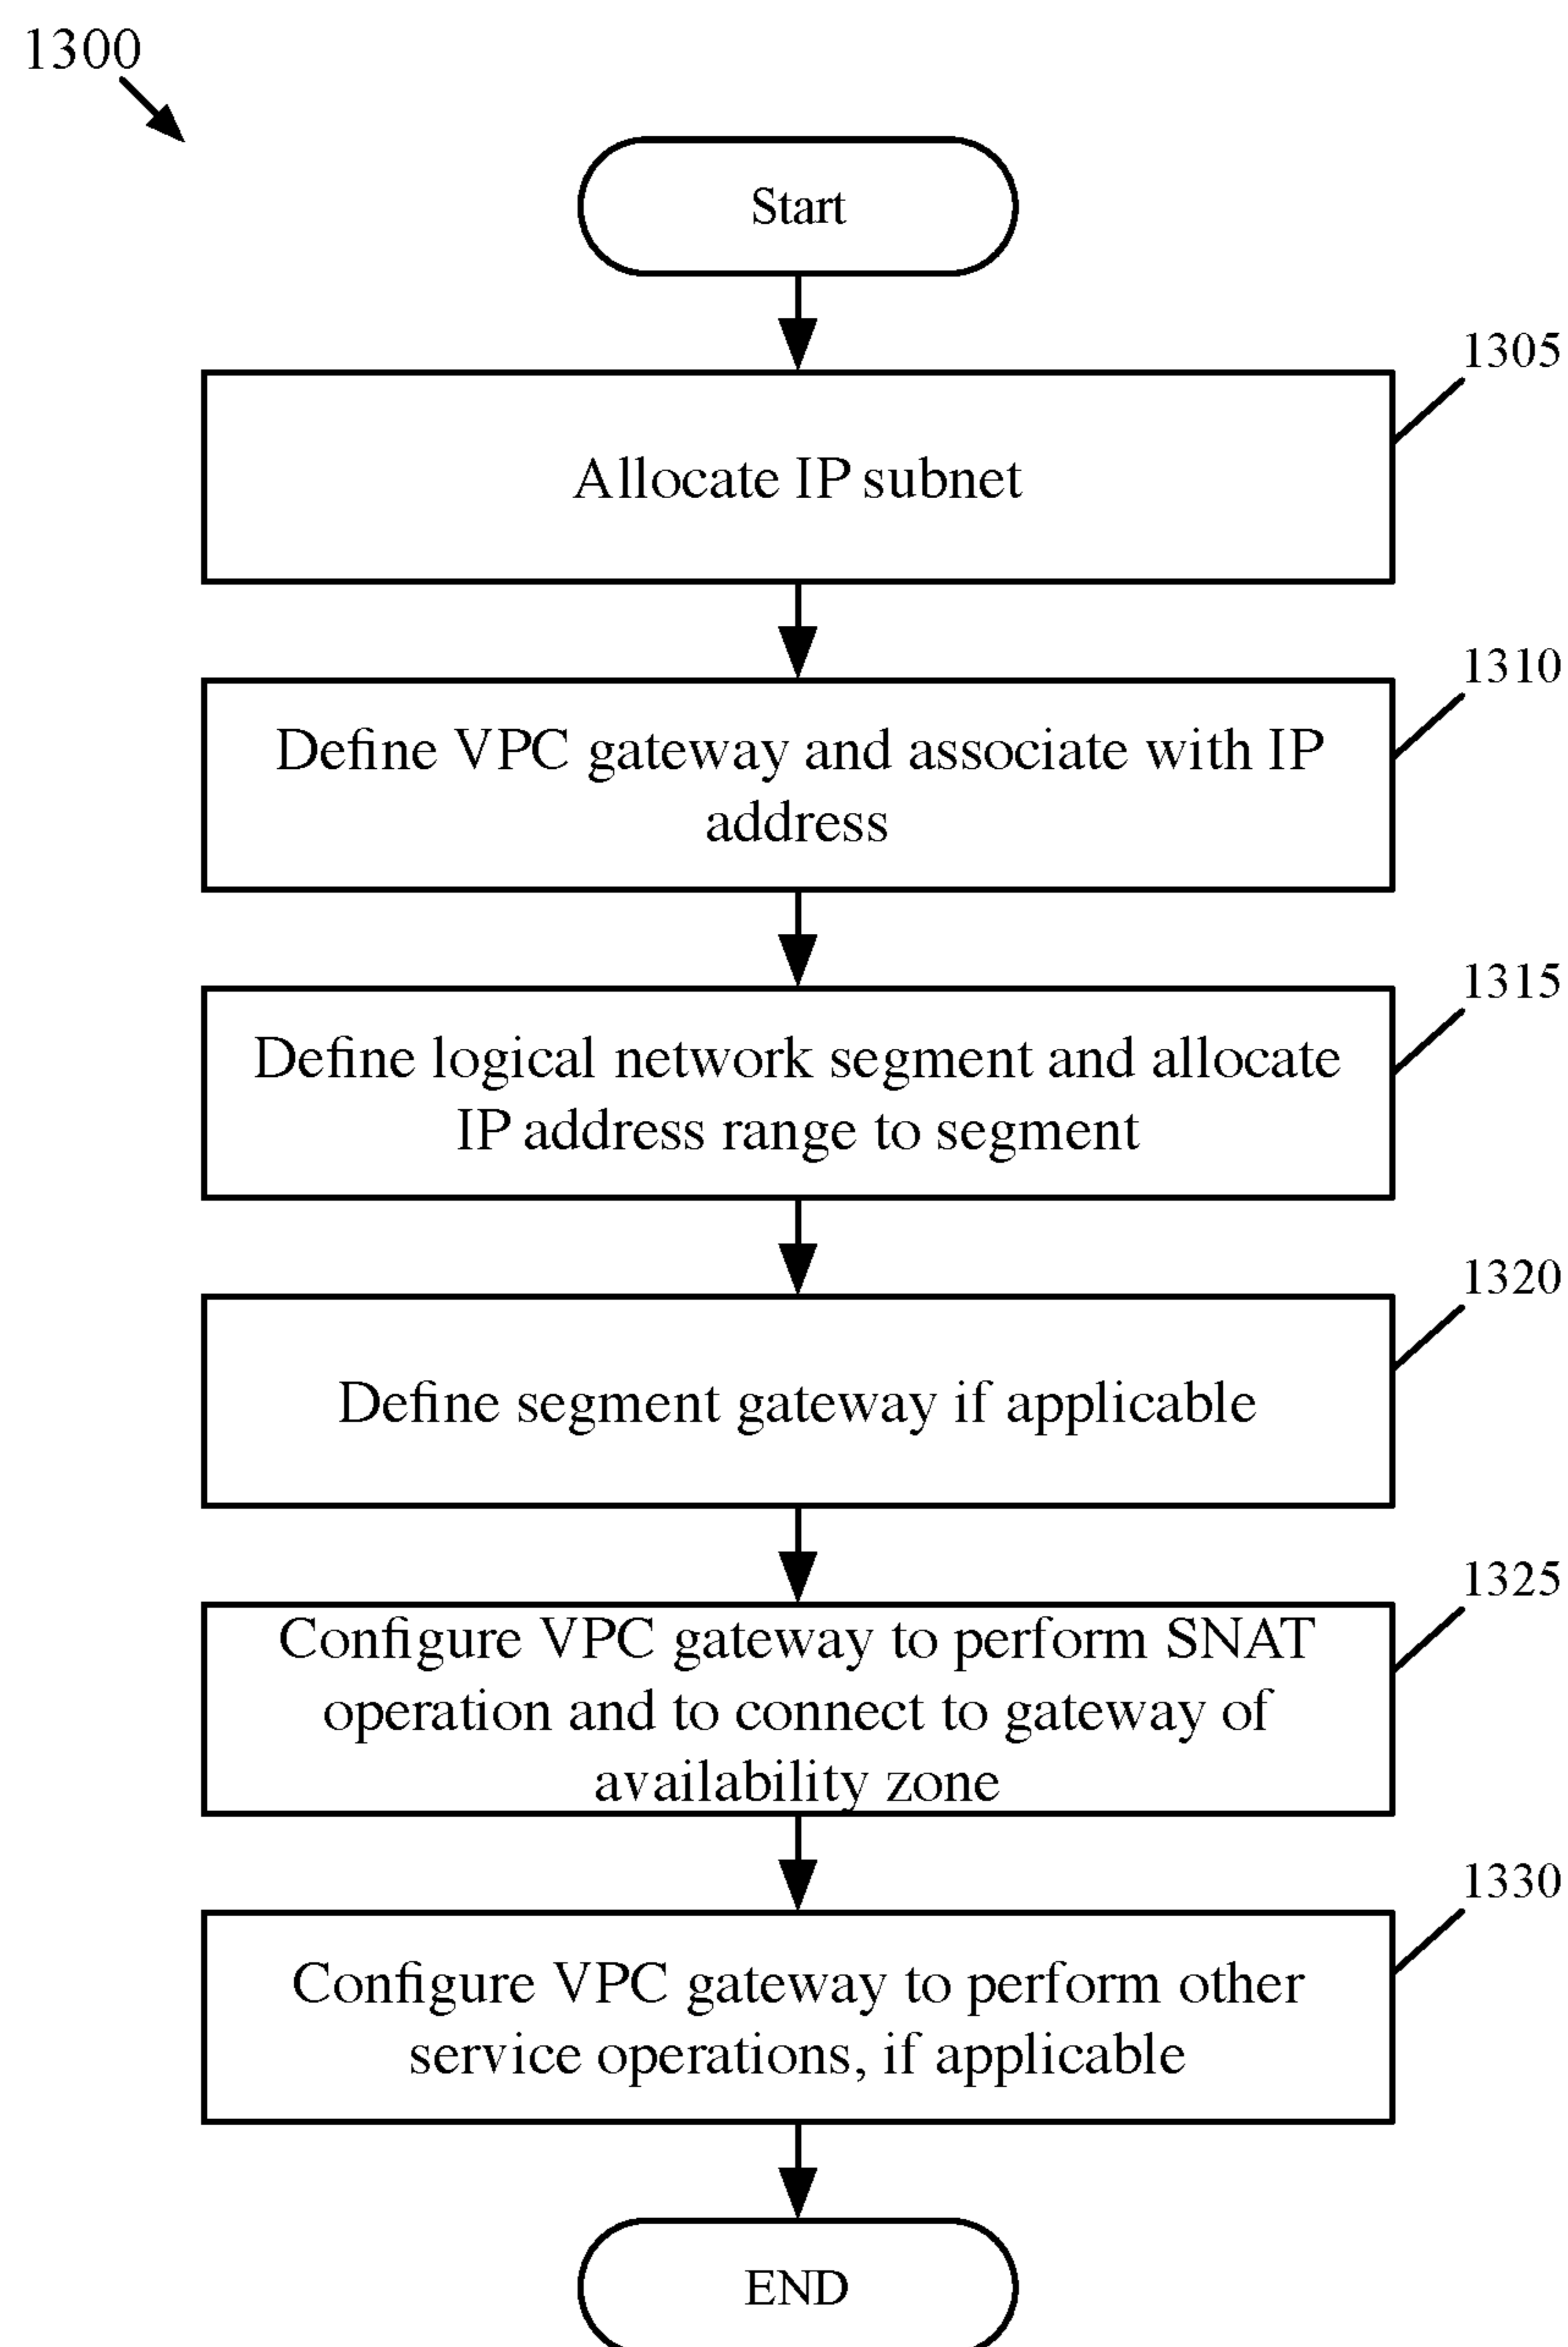 1300
Start
1305
Allocate IP subnet
1310
Define VPC gateway and associate with IP
address
1315
Define logical network segment and allocate
IP address range to segment
1320
Define segment gateway if applicable
1325
Configure VPC gateway to perform SNAT
operation and to connect to gateway of
availability zone
1330
Configure VPC gateway to perform other
service operations, if applicable
END